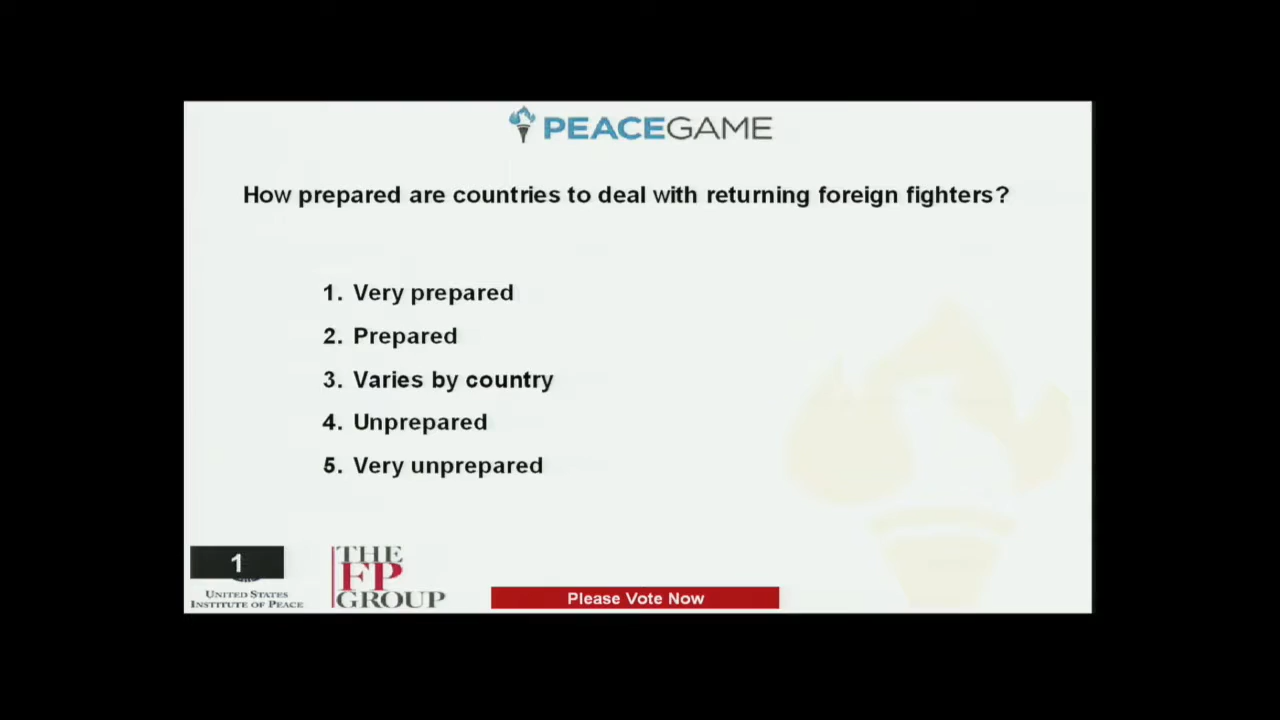 PEACEGAME
How prepared are countries to deal with returning foreign fighters?
1. Very prepared
2. Prepared
3. Varies by country
4. Unprepared
5. Very unprepared
1
UNITED STATES
INSTITUTE OF PEACE
THE
FP
GROUP
Please Vote Now